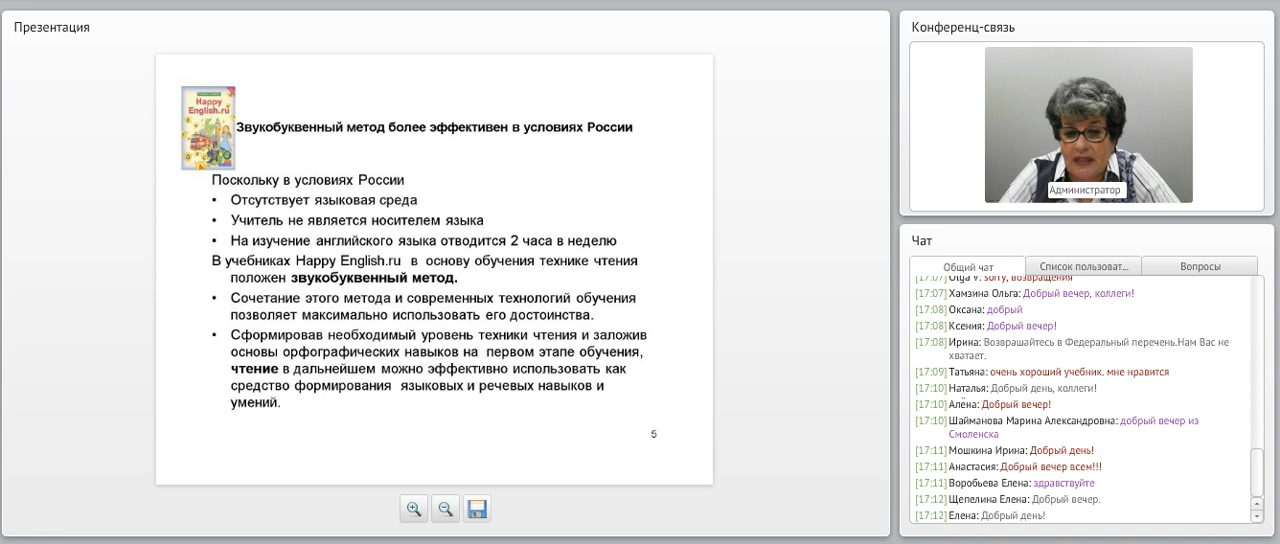 Презентация
Happy
English.ru
Звукобуквенный метод более эффективен в условиях России
Поскольку в условиях России
• Отсутствует языковая среда
• Учитель не является носителем языка
• На изучение английского языка отводится 2 часа в неделю
В учебниках Happy English.ru в основу обучения технике чтения
положен звукобуквенный метод.
• Сочетание этого метода и современных технологий обучения
позволяет максимально использовать его достоинства.
• Сформировав необходимый уровень техники чтения и заложив
основы орфографических навыков на первом этапе обучения,
чтение в дальнейшем можно эффективно использовать как
средство формирования языковых и речевых навыков и
умений.
5
Конференц-связь
Администратор
Чат
Общий чат
Список пользоват...
Вопросы
[17:07] Olga V: sorry, возвращения
[17:07] Хамзина Ольга: Добрый вечер, коллеги!
[17:08] Оксана: добрый
[17:08] Ксения: Добрый вечер!
[17:08] Ирина: Возврашайтесь в Федеральный перечень.Нам Вас не
хватает.
[17:09] Татьяна: очень хороший учебник. мне нравится
[17:10] Наталья: Добрый день, коллеги!
[17:10] Алёна: Добрый вечер!
[17:10] Шайманова Марина Александровна: добрый вечер из
Смоленска
[17:11] Мошкина Ирина: Добрый день!
[17:11] Анастасия: Добрый вечер всем!!!
[17:11] Воробьева Елена: здравствуйте
[17:12] Щепелина Елена: Добрый вечер.
[17:12] Елена: Добрый день!